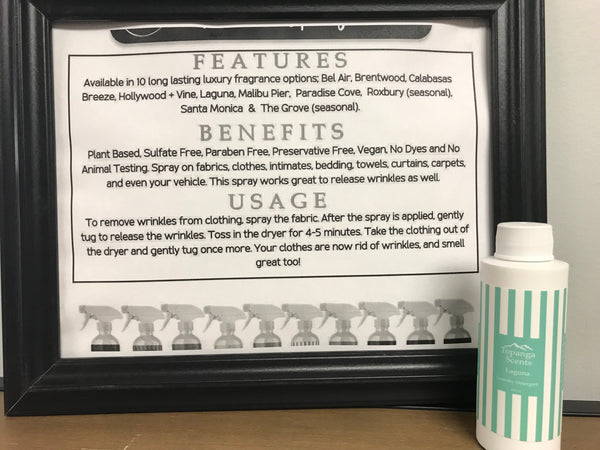 FEATURES
Available in 10 long lasting luxury fragrance options; Bel Air, Brentwood, Calabasas
Breeze, Hollywood + Vine, Laguna, Malibu Pier, Paradise Cove, Roxbury (seasonal),
Santa Monica & The Grove (seasonal).
BENEFITS
Plant Based, Sulfate Free, Paraben Free, Preservative Free, Vegan, No Dyes and No
Animal Testing. Spray on fabrics, clothes, intimates, bedding, towels, curtains, carpets,
and even your vehicle. This spray works great to release wrinkles as well.
USAGE
To remove wrinkles from clothing, spray the fabric. After the spray is applied, gently
tug to release the wrinkles. Toss in the dryer for 4-5 minutes. Take the clothing out of
the dryer and gently tug once more. Your clothes are now rid of wrinkles, and smell
great too!
Topanga
Scents
Laguna
Laundry Detergent